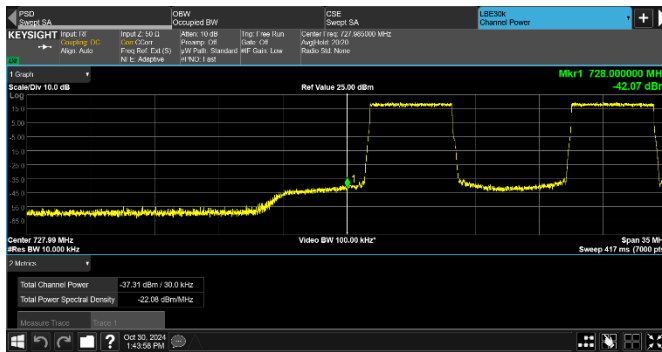 PSD
Swept SA
OBW
Occupied BW
CSE
Swept SA
LBE30k
Channel Power
KEYSIGHT
Input: RF
Coupling: DC
Align: Auto
Input Z: 50 Ω
Corr CCorr
Freq Ref: Ext (S)
NFE: Adaptive
Atten: 10 dB
Preamp: Off
µW Path: Standard
#PNO: Fast
Trig: Free Run
Gate: Off
#IF Gain: Low
Center Freq: 727.985000 MHz
Avg|Hold: 20/20
Radio Std: None
1 Graph
Scale/Div 10.0 dB
Ref Value 25.00 dBm
Mkr1 728.000000 MH
-42.07 dBr
Log
15.0
5.00
-5.00
-15.0
-25.0
-35.0
-45.0
-55.0
-65.0
1
Center 727.99 MHz
#Res BW 10.000 kHz
Video BW 100.00 kHz*
Span 35 MH
Sweep 417 ms (7000 pts
2 Metrics
Total Channel Power
-37.31 dBm / 30.0 kHz
Total Power Spectral Density
-22.08 dBm/MHz
Measure Trace
Trace 1
?
Oct 30, 2024
1:43:58 PM